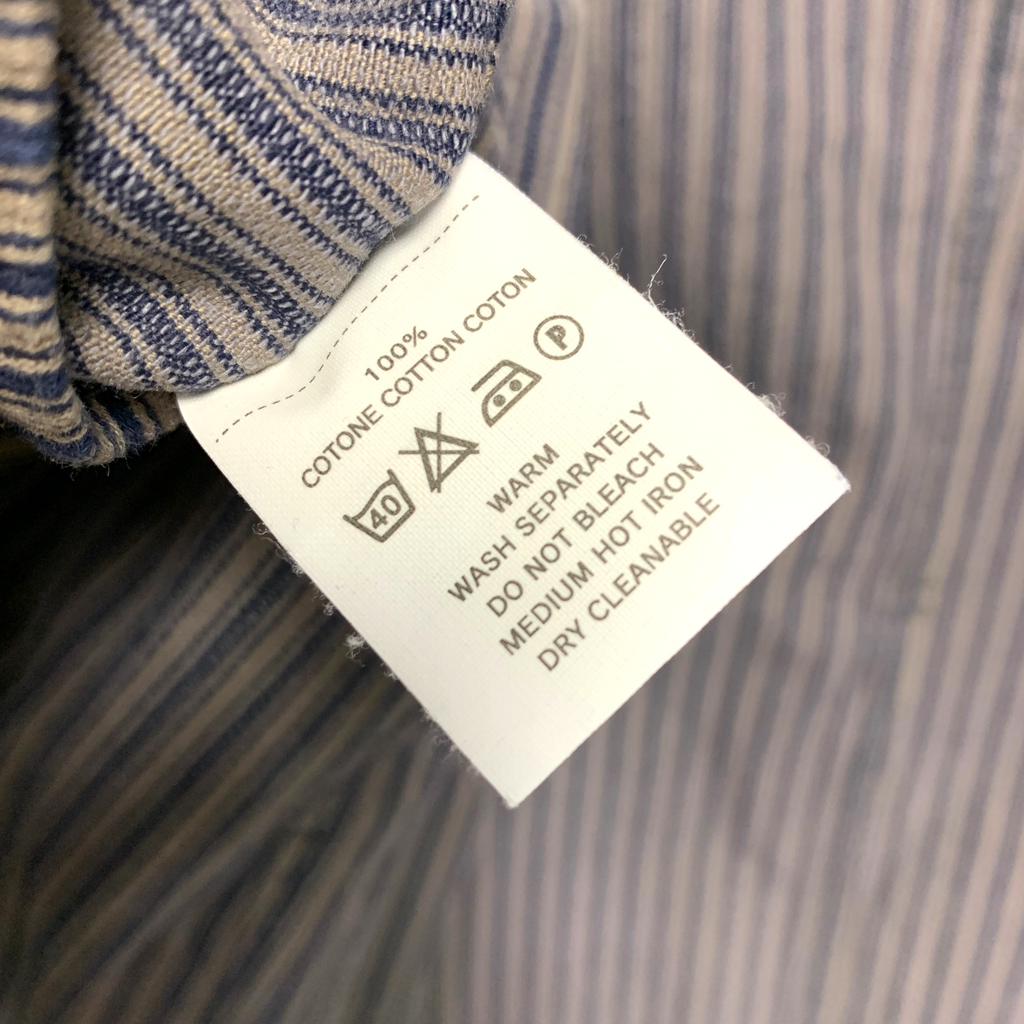 100%
COTONE COTTON COTON
40 P
WARM
WASH SEPARATELY
DO NOT BLEACH
MEDIUM HOT IRON
DRY CLEANABLE